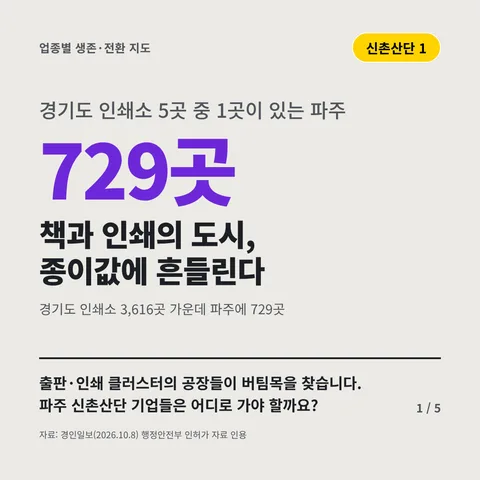 업종별 생존·전환 지도
신촌산단 1
경기도 인쇄소 5곳 중 1곳이 있는 파주
729곳
책과 인쇄의 도시,
종이값에 흔들린다
경기도 인쇄소 3,616곳 가운데 파주에 729곳
출판·인쇄 클러스터의 공장들이 버팀목을 찾습니다.
파주 신촌산단 기업들은 어디로 가야 할까요?
1 / 5
자료: 경인일보(2026.10.8) 행정안전부 인허가 자료 인용